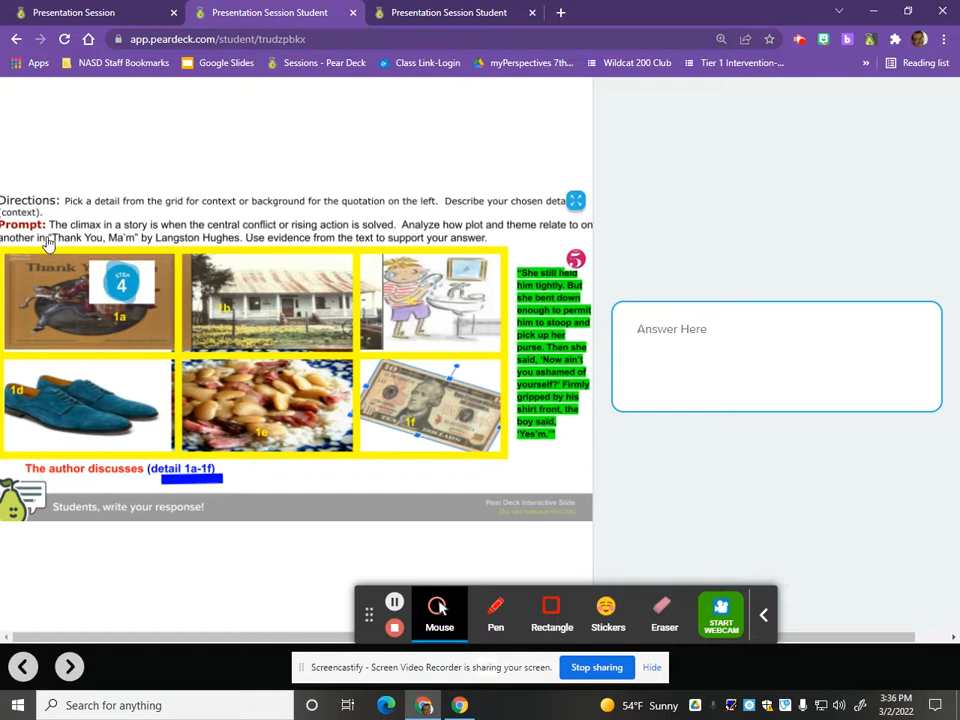 Presentation Session
Presentation Session Student
Presentation Session Student
app.peardeck.com/student/trudzpbkx
Apps
NASD Staff Bookmarks
Google Slides
Sessions - Pear Deck
Class Link-Login
myPerspectives 7th...
Wildcat 200 Club
Tier 1 Intervention-...
»
Reading list
Directions: Pick a detail from the grid for context or background for the quotation on the left. Describe your chosen deta
(context).
Prompt: The climax in a story is when the central conflict or rising action is solved. Analyze how plot and theme relate to on
another in "Thank You, Ma'm" by Langston Hughes. Use evidence from the text to support your answer.
Thank
STEP
4
1a
1b
1c
1d
1e
1f
5
"She still held
him tightly. But
she bent down
enough to permit
him to stoop and
pick up her
purse. Then she
said, 'Now ain't
you ashamed of
yourself?' Firmly
gripped by his
shirt front, the
boy said,
'Yes'm.'"
The author discusses (detail 1a-1f)
Students, write your response!
Pear Deck Interactive Slide
Do not remove this bar
Answer Here
Mouse
Pen
Rectangle
Stickers
Eraser
START
WEBCAM
Screencastify - Screen Video Recorder is sharing your screen.
Stop sharing
Hide
Search for anything
54°F Sunny
3:36 PM
3/2/2022